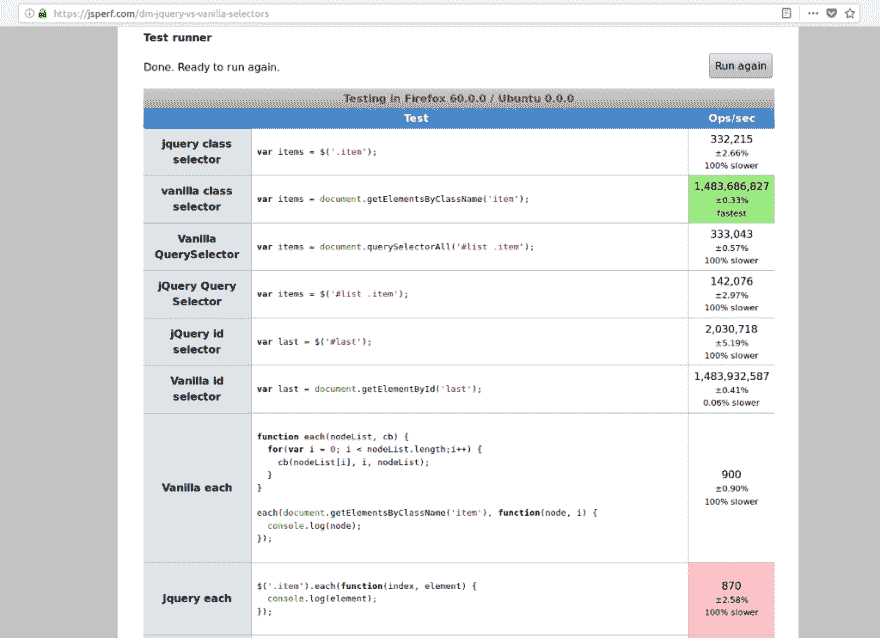 https://jsperf.com/dm-jquery-vs-vanilla-selectors
Test runner
Done. Ready to run again.
Run again
Testing in Firefox 60.0.0 / Ubuntu 0.0.0
Test
Ops/sec
jquery class
selector
var items = $('.item');
332,215
±2.66%
100% slower
vanilla class
selector
var items = document.getElementsByClassName('item');
1,483,686,827
±0.33%
fastest
Vanilla
QuerySelector
var items = document.querySelectorAll('#list .item');
333,043
±0.57%
100% slower
jQuery Query
Selector
var items = $('#list .item');
142,076
±2.97%
100% slower
jQuery id
selector
var last = $('#last');
2,030,718
±5.19%
100% slower
Vanilla id
selector
var last = document.getElementById('last');
1,483,932,587
±0.41%
0.06% slower
Vanilla each
function each(nodeList, cb) {
for(var i = 0; i < nodeList.length;i++) {
cb(nodeList[i], i, nodeList);
}
}
each(document.getElementsByClassName('item'), function(node, i) {
console.log(node);
});
900
±0.90%
100% slower
Jquery each
$('.item').each(function(index, element) {
console.log(element);
});
870
±2.58%
100% slower